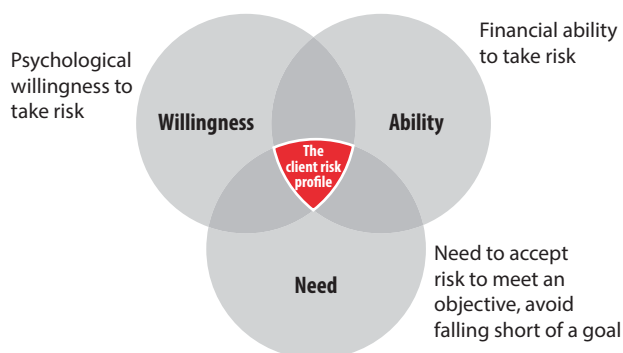 Psychological
willingness to
take risk
Financial ability
to take risk
Willingness
Ability
The
client risk
profile
Need
Need to accept
risk to meet an
objective, avoid
falling short of a goal